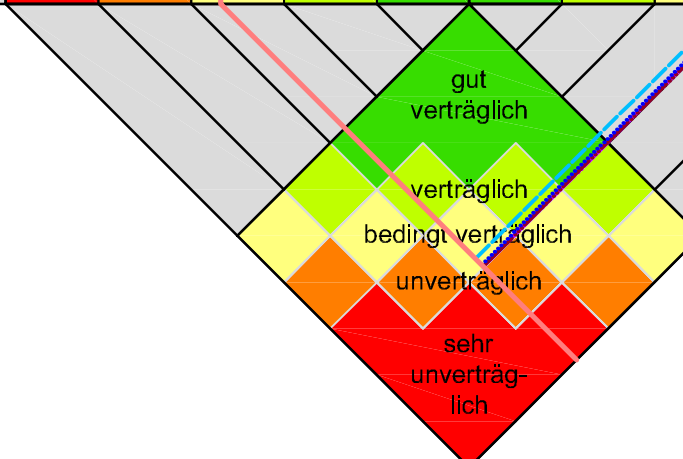 gut
verträglich
verträglich
bedingt verträglich
unverträglich
sehr
unverträg-
lich